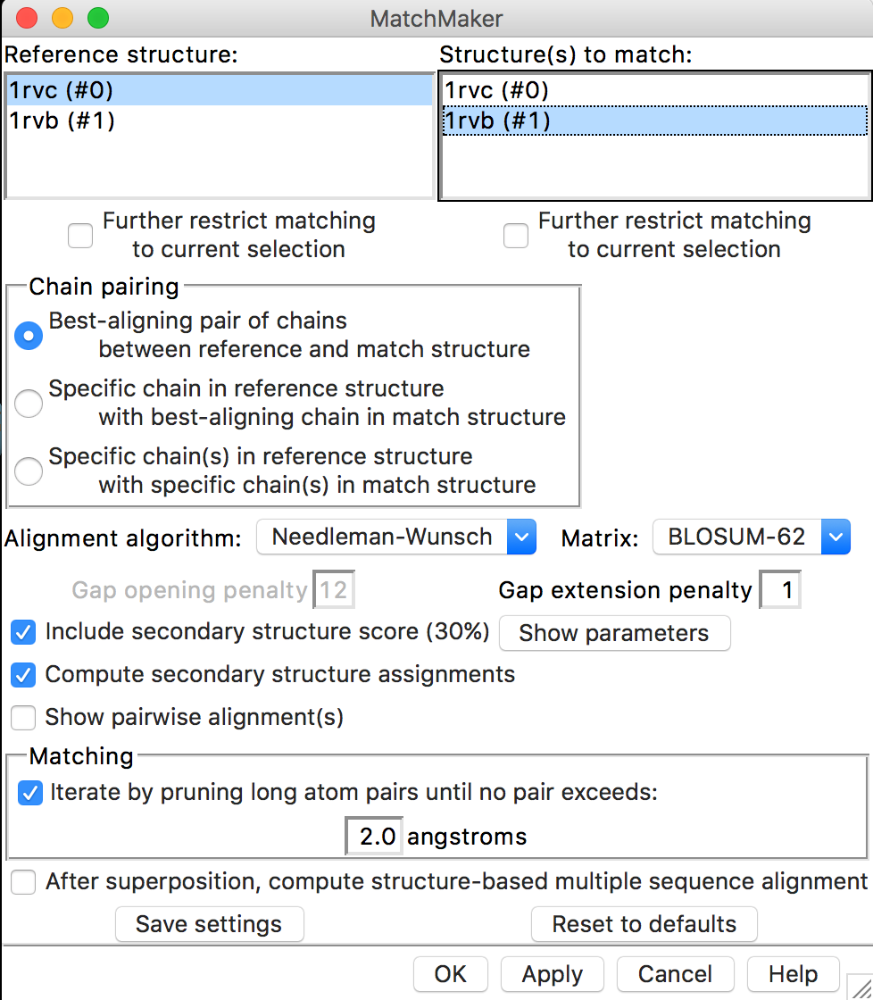 MatchMaker
Reference structure:
Structure(s) to match:
1rvc (#0)
1rvb (#1)
1rvc (#0)
1rvb (#1)
Further restrict matching
to current selection
Further restrict matching
to current selection
Chain pairing
Best-aligning pair of chains
between reference and match structure
Specific chain in reference structure
with best-aligning chain in match structure
Specific chain(s) in reference structure
with specific chain(s) in match structure
Alignment algorithm: Needleman-Wunsch Matrix: BLOSUM-62
Gap opening penalty 12 Gap extension penalty 1
Include secondary structure score (30%) Show parameters
Compute secondary structure assignments
Show pairwise alignment(s)
Matching
Iterate by pruning long atom pairs until no pair exceeds:
2.0 angstroms
After superposition, compute structure-based multiple sequence alignment
Save settings Reset to defaults
OK Apply Cancel Help